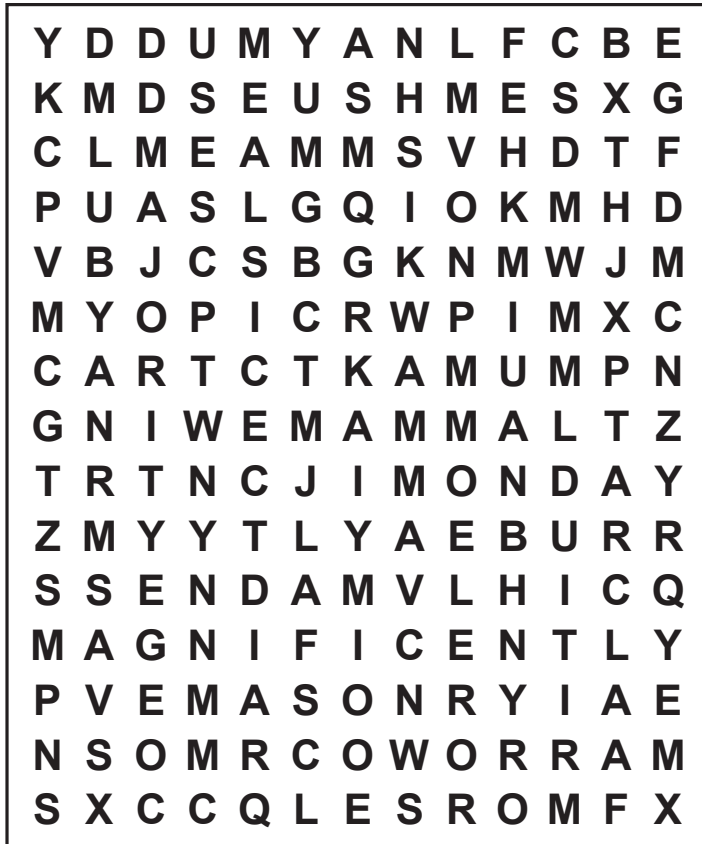 Y D D U M Y A N L F C B E
K M D S E U S H M E S X G
C L M E A M M S V H D T F
P U A S L G Q I O K M H D
V B J C S B G K N M W J M
M Y O P I C R W P I M X C
C A R T C T K A M U M P N
G N I W E M A M M A L T Z
T R T N C J I M O N D A Y
Z M Y Y T L Y A E B U R R
S S E N D A M V L H I C Q
M A G N I F I C E N T L Y
P V E M A S O N R Y I A E
N S O M R C O W O R R A M
S X C C Q L E S R O M F X